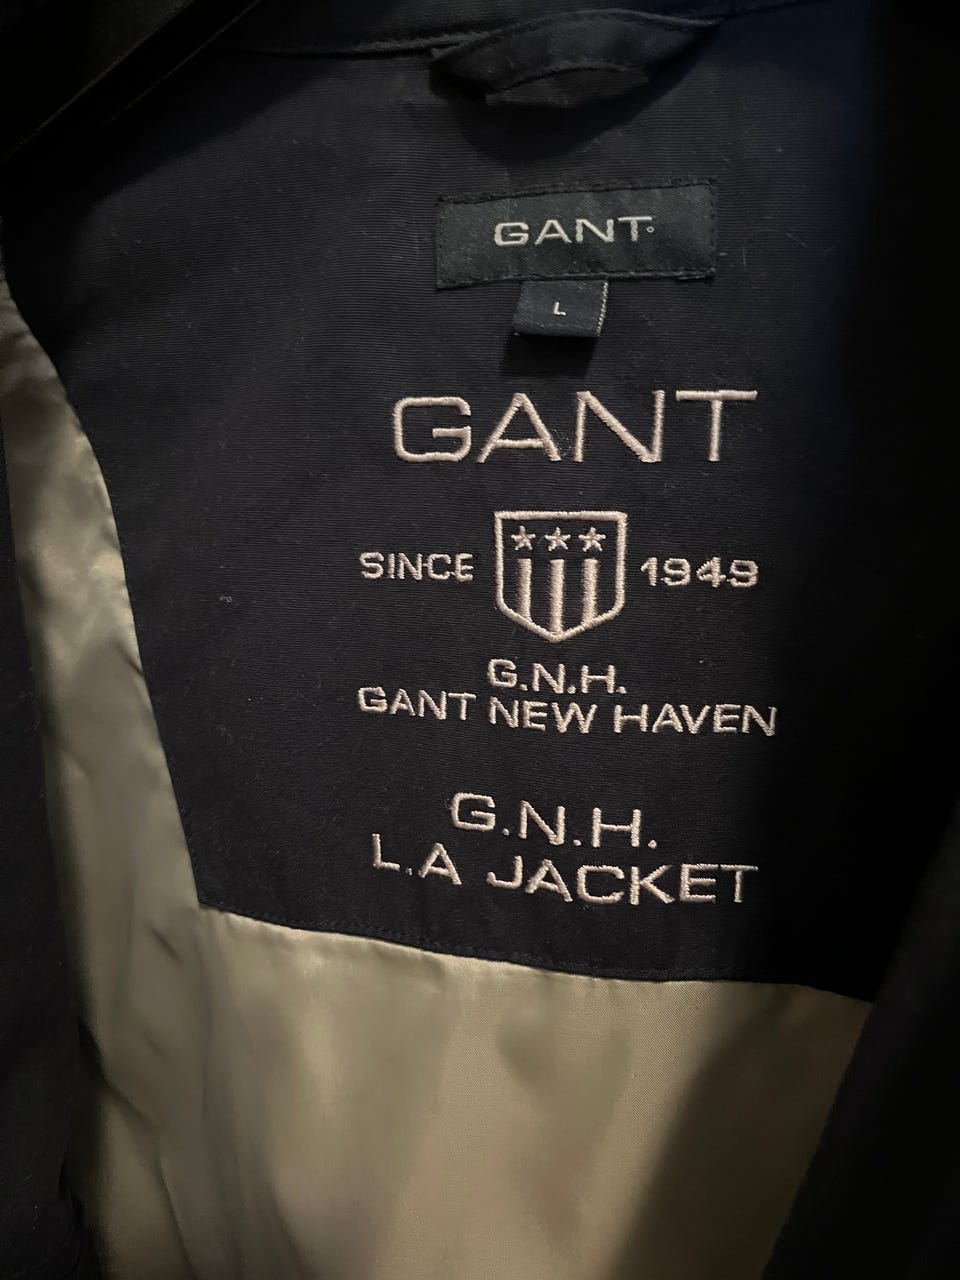 GANT
L
GANT
SINCE 1949
G.N.H.
GANT NEW HAVEN
G.N.H.
L.A JACKET